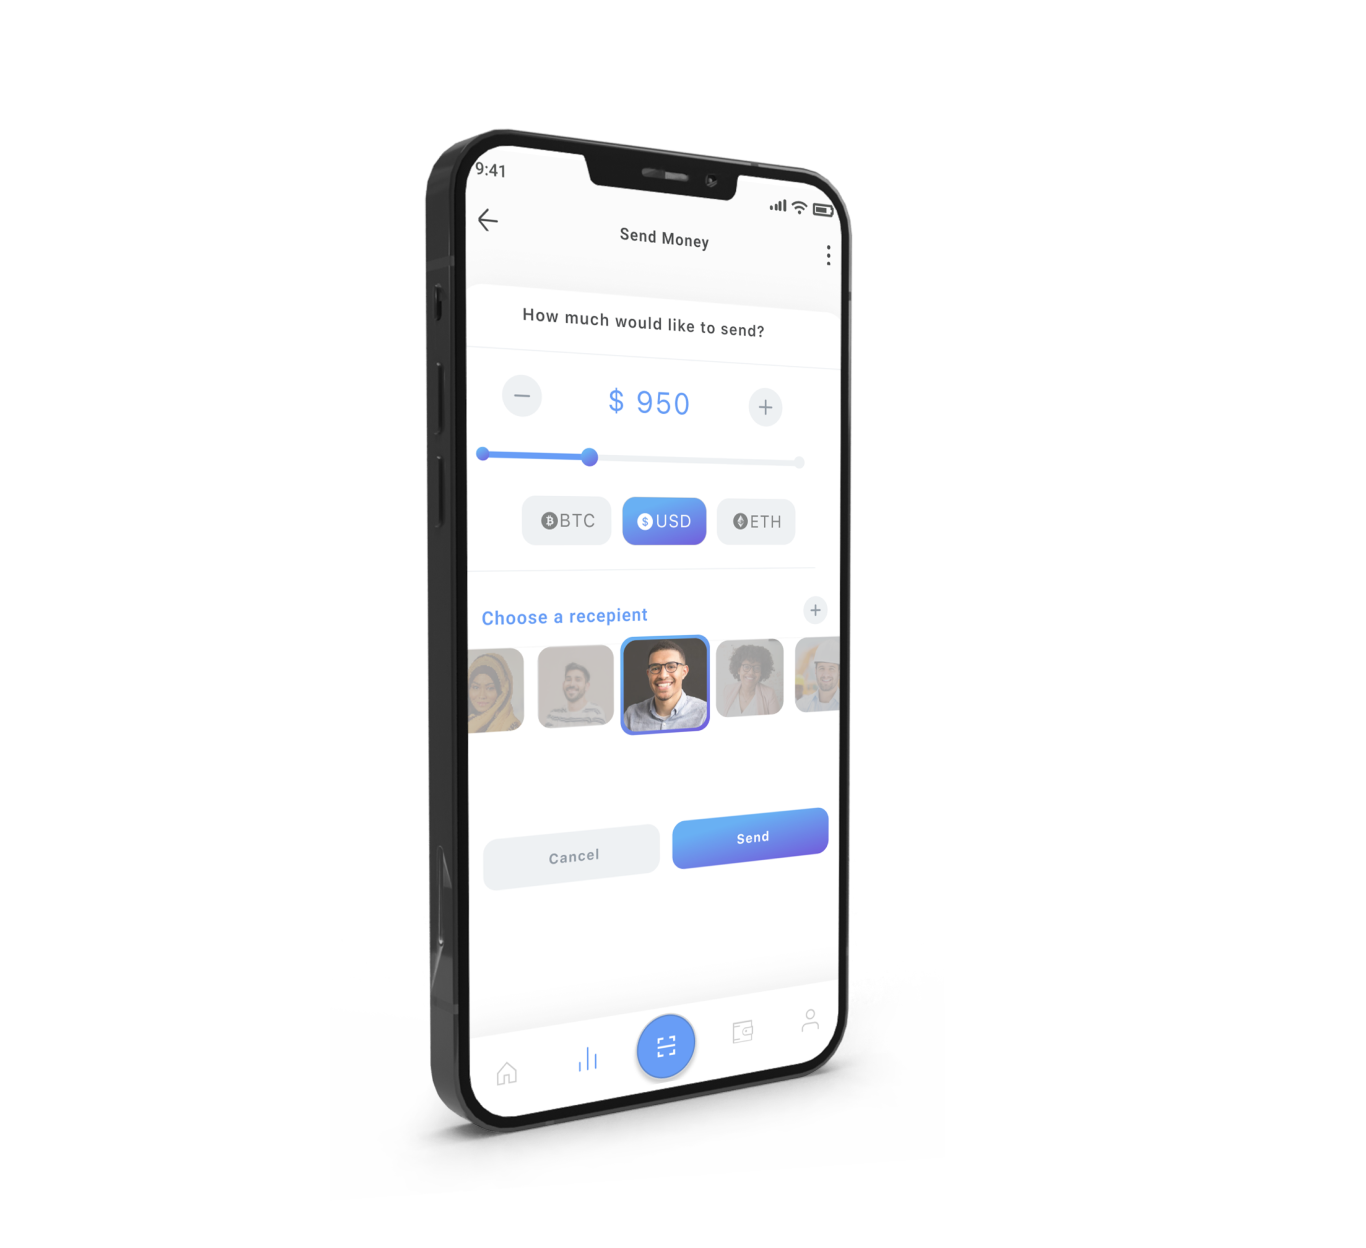 9:41
Send Money
How much would like to send?
$ 950
BTC
USD
ETH
Choose a recepient
Cancel
Send